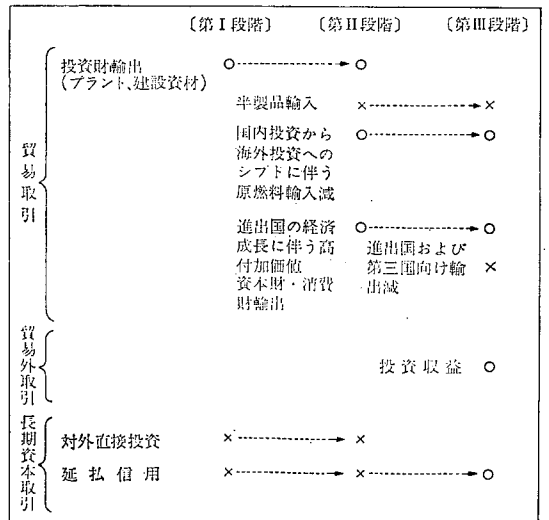 〔第Ⅰ段階〕 〔第Ⅱ段階〕 〔第Ⅲ段階〕
貿易取引
投資財輸出 ○ ○
(プラント、建設資材)
半製品輸入 × ×
国内投資から ○ ○
海外投資への
シフトに伴う
原燃料輸入減
進出国の経済 ○ ○
成長に伴う高
付加価値
資本財・消費
財輸出
進出国および
第三国向け輸 ×
出減
貿易外取引
投資収益 ○
長期資本取引
対外直接投資 × ×
延払信用 × × ○